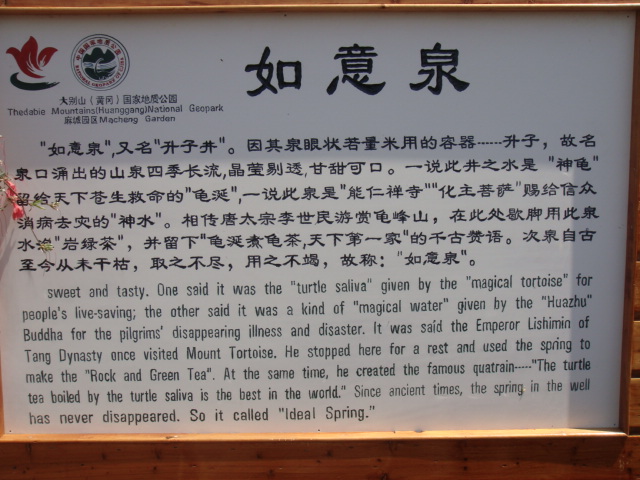 如意泉
大别山（黄冈）国家地质公园
Thedabie Mountains(Huanggang)National Geopark
麻城园区Macheng Garden
"如意泉"，又名"升子井"。因其泉眼状若量米用的容器……升子，故名
泉口涌出的山泉四季长流，晶莹剔透，甘甜可口。一说此井之水是"神龟"
留给天下苍生救命的"龟涎"，一说此泉是"能仁禅寺""化主菩萨"赐给信众
消病去灾的"神水"。相传唐太宗李世民游赏龟峰山，在此处歇脚用此泉
水沏"岩绿茶"，并留下"龟涎煮龟茶，天下第一家"的千古赞语。次泉自古
至今从未干枯，取之不尽，用之不竭，故称："如意泉"。
sweet and tasty. One said it was the "turtle saliva" given by the "magical tortoise" for
people's live-saving; the other said it was a kind of "magical water" given by the "Huazhu"
Buddha for the pilgrims' disappearing illness and disaster. It was said the Emperor Lishimin of
Tang Dynasty once visited Mount Tortoise. He stopped here for a rest and used the spring to
make the "Rock and Green Tea". At the same time, he created the famous quatrain-----"The turtle
tea boiled by the turtle saliva is the best in the world." Since ancient times, the spring in the well
has never disappeared. So it called "Ideal Spring."